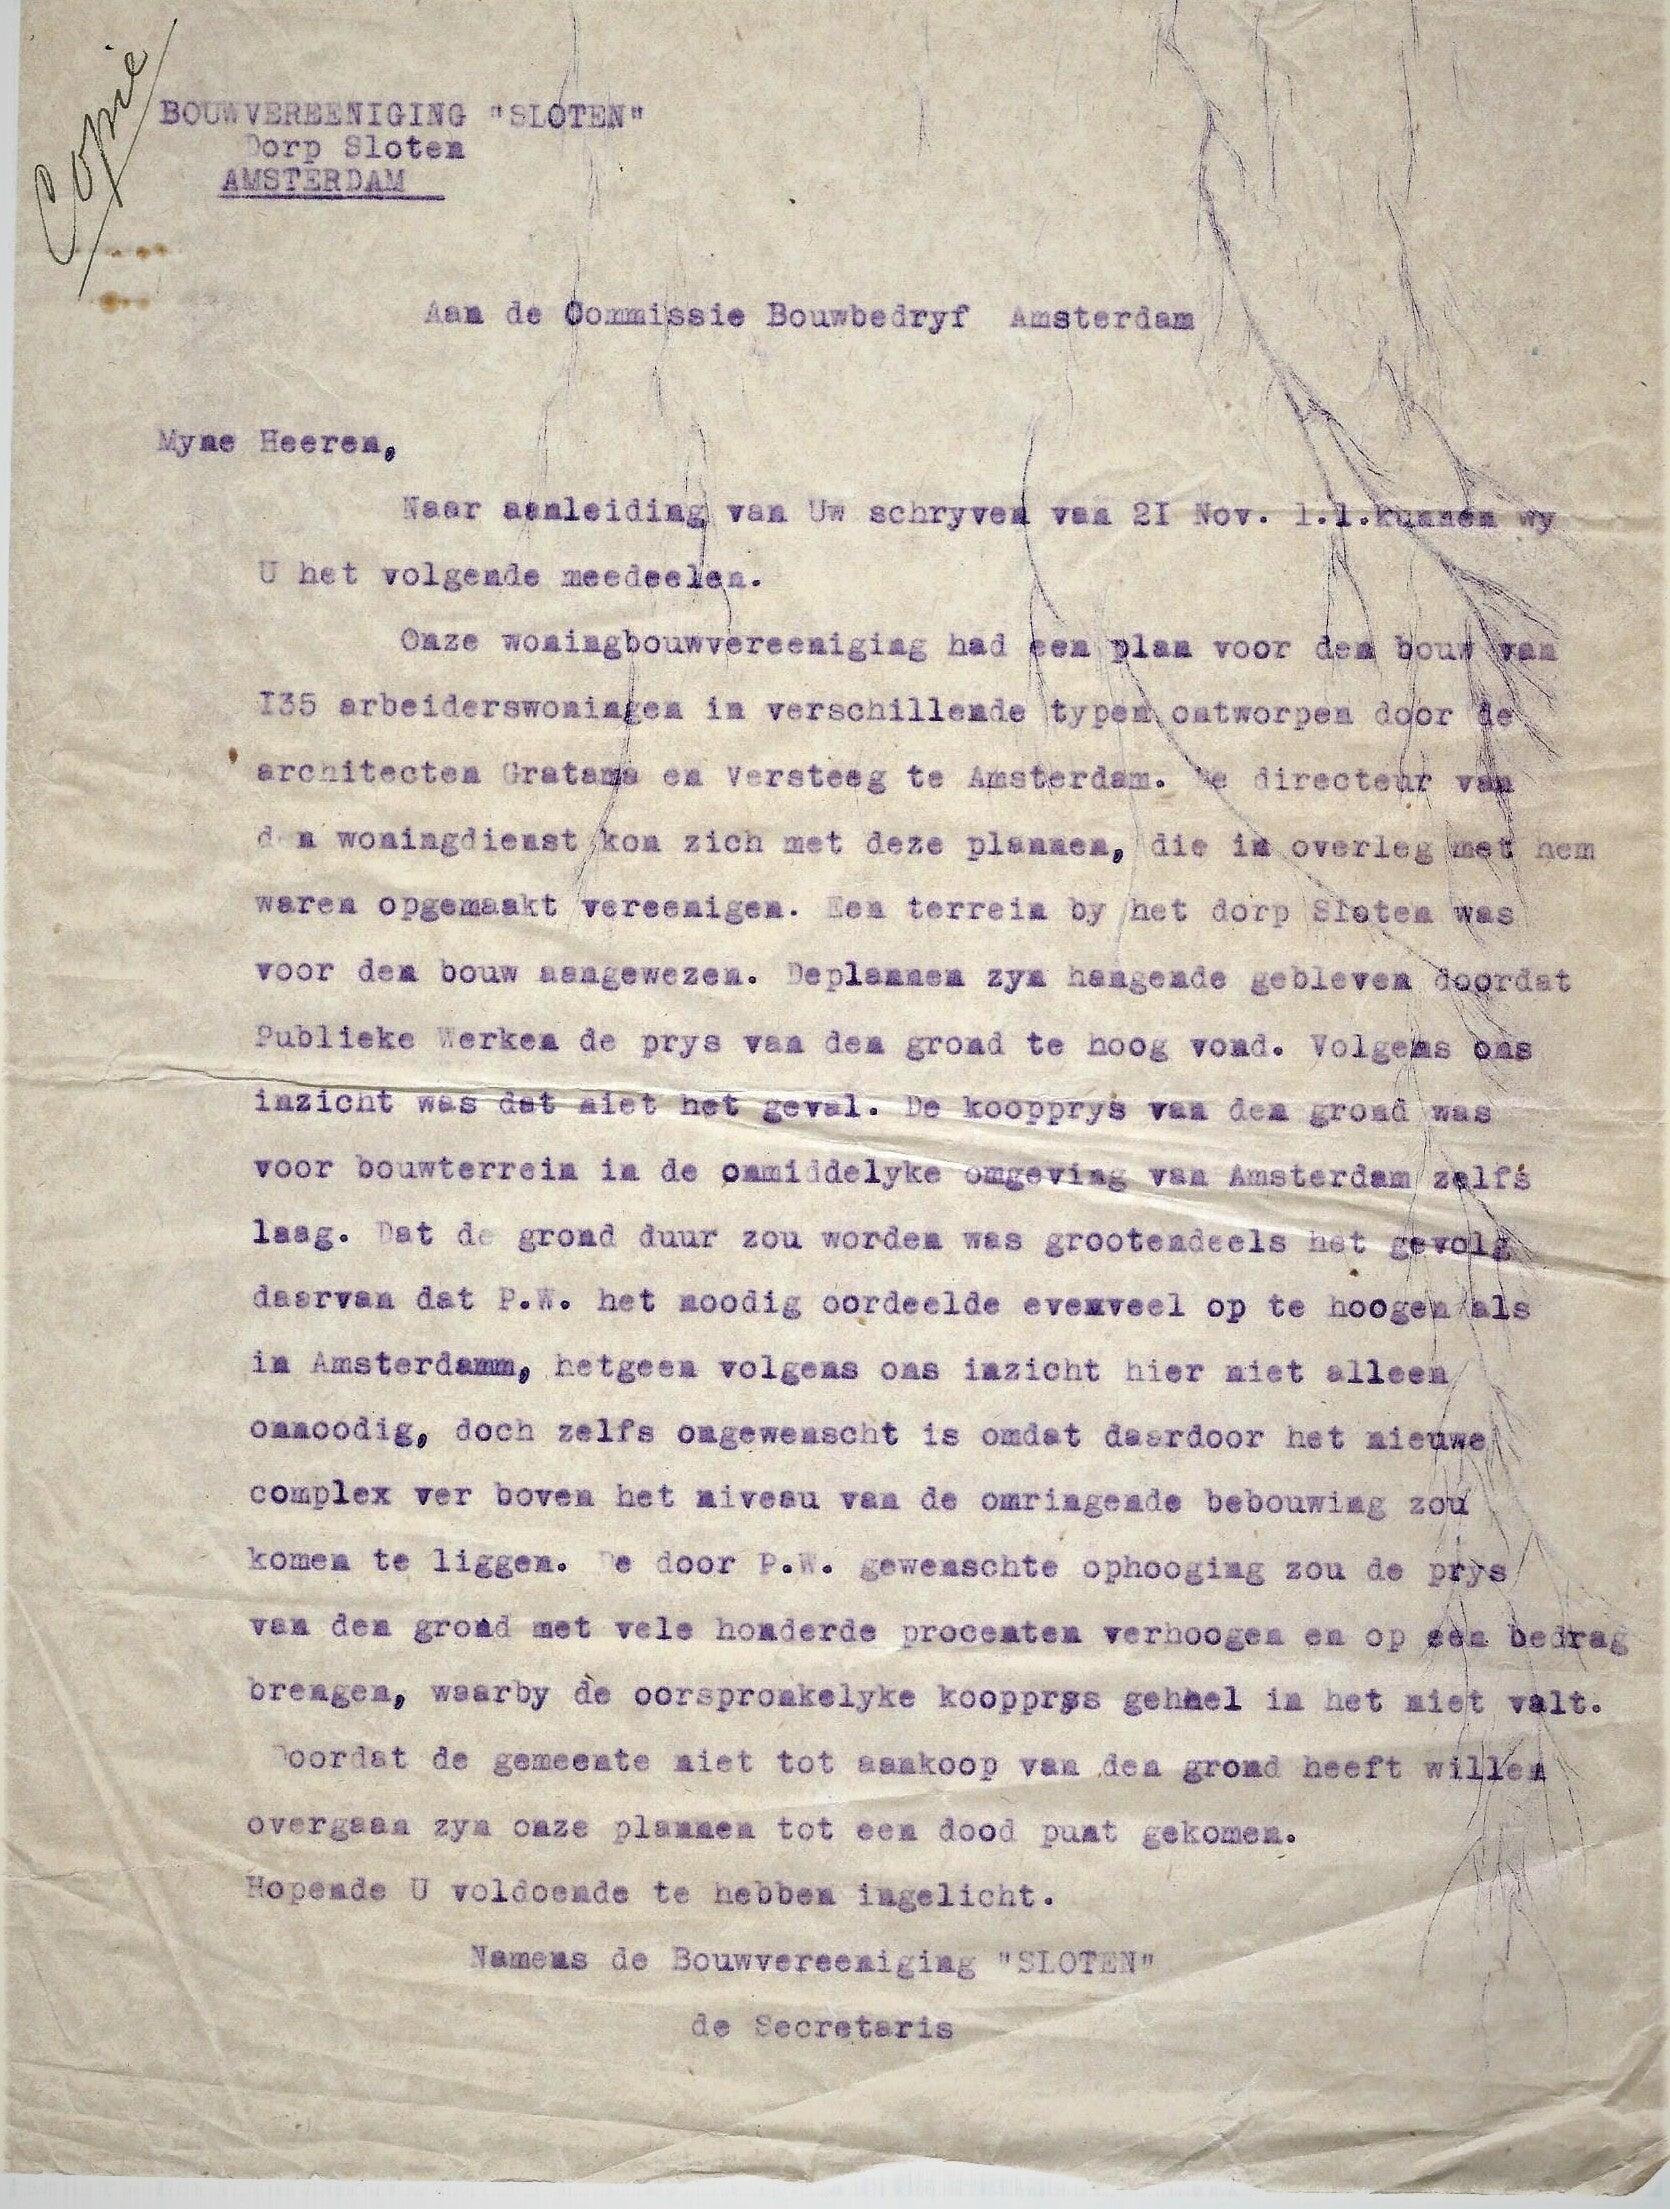 Copie
BOUWVEREENIGING "SLOTEN"
Dorp Sloten
AMSTERDAM
Aan de Commissie Bouwbedryf Amsterdam
Myne Heeren,
Naar aanleiding van Uw schryven van 2I Nov. l.l.kunnen wy
U het volgende meedeelen.
Onze woningbouwvereeniging had een plan voor den bouw van
I35 arbeiderswoningen in verschillende typen ontworpen door de
architecten Gratama en Versteeg te Amsterdam. De directeur van
den woningdienst kon zich met deze plannen, die in overleg met hem
waren opgemaakt vereenigen. Een terrein by het dorp Sloten was
voor den bouw aangewezen. Deplannen zyn hangende gebleven doordat
Publieke Werken de prys van den grond te hoog vond. Volgens ons
inzicht was dat niet het geval. De koopprys van den grond was
voor bouwterrein in de onmiddelyke omgeving van Amsterdam zelfs
laag. Dat de grond duur zou worden was grootendeels het gevolg
daarvan dat P.W. het noodig oordeelde evenveel op te hoogen als
in Amsterdamm, hetgeen volgens ons inzicht hier niet alleen
onnoodig, doch zelfs ongewenscht is omdat daardoor het nieuwe
complex ver boven het niveau van de omringende bebouwing zou
komen te liggen. De door P.W. gewenschte ophooging zou de prys
van den grond met vele honderde procenten verhoogen en op een bedrag
brengen, waarby de oorspronkelyke koopprys geheel in het niet valt.
Doordat de gemeente niet tot aankoop van den grond heeft willen
overgaan zyn onze plannen tot een dood punt gekomen.
Hopende U voldoende te hebben ingelicht.
Namens de Bouwvereeniging "SLOTEN"
de Secretaris